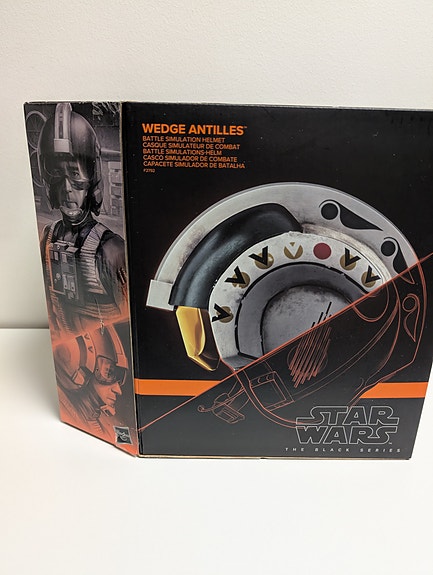 WEDGE ANTILLES™
BATTLE SIMULATION HELMET
CASQUE SIMULATEUR DE COMBAT
BATTLE SIMULATIONS-HELM
CASCO SIMULADOR DE COMBATE
CAPACETE SIMULADOR DE BATALHA
F2793
STAR
WARS
THE BLACK SERIES